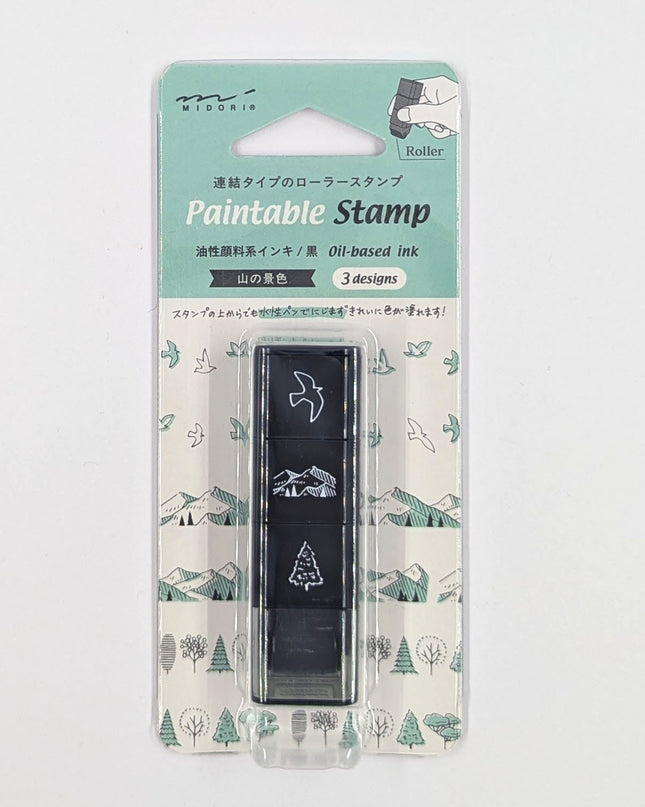 MIDORI®
Roller
連結タイプのローラースタンプ
Paintable Stamp
油性顔料系インキ / 黒 Oil-based ink
山の景色 3 designs
スタンプの上からでも水性ペンでにじまずきれいに色が塗れます!